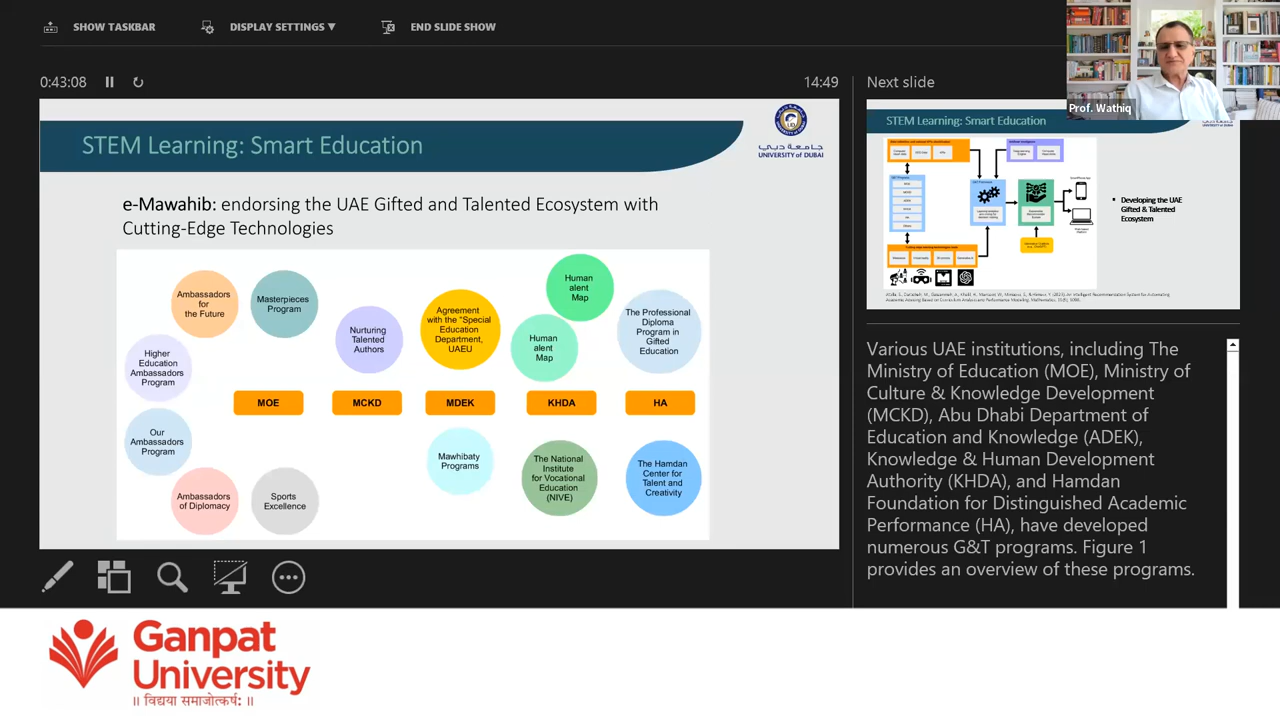 SHOW TASKBAR
DISPLAY SETTINGS ▼
END SLIDE SHOW
0:43:08
14:49
Next slide
Prof. Wathiq
STEM Learning: Smart Education
جامعة دبي
UNIVERSITY OF DUBAI
e-Mawahib: endorsing the UAE Gifted and Talented Ecosystem with
Cutting-Edge Technologies
Ambassadors
for
the Future
Masterpieces
Program
Nurturing
Talented
Authors
Agreement
with the "Special
Education
Department,
UAEU
Human
alent
Map
Human
alent
Map
The Professional
Diploma
Program in
Gifted
Education
Higher
Education
Ambassadors
Program
MOE
MCKD
MDEK
KHDA
HA
Our
Ambassadors
Program
Ambassadors
of Diplomacy
Sports
Excellence
Mawhibaty
Programs
The National
Institute
for Vocational
Education
(NIVE)
The Hamdan
Center for
Talent and
Creativity
STEM Learning: Smart Education
Developing the UAE
Gifted & Talented
Ecosystem
Various UAE institutions, including The
Ministry of Education (MOE), Ministry of
Culture & Knowledge Development
(MCKD), Abu Dhabi Department of
Education and Knowledge (ADEK),
Knowledge & Human Development
Authority (KHDA), and Hamdan
Foundation for Distinguished Academic
Performance (HA), have developed
numerous G&T programs. Figure 1
provides an overview of these programs.
Ganpat
University
॥ विद्यया समाजोत्कर्षः ॥